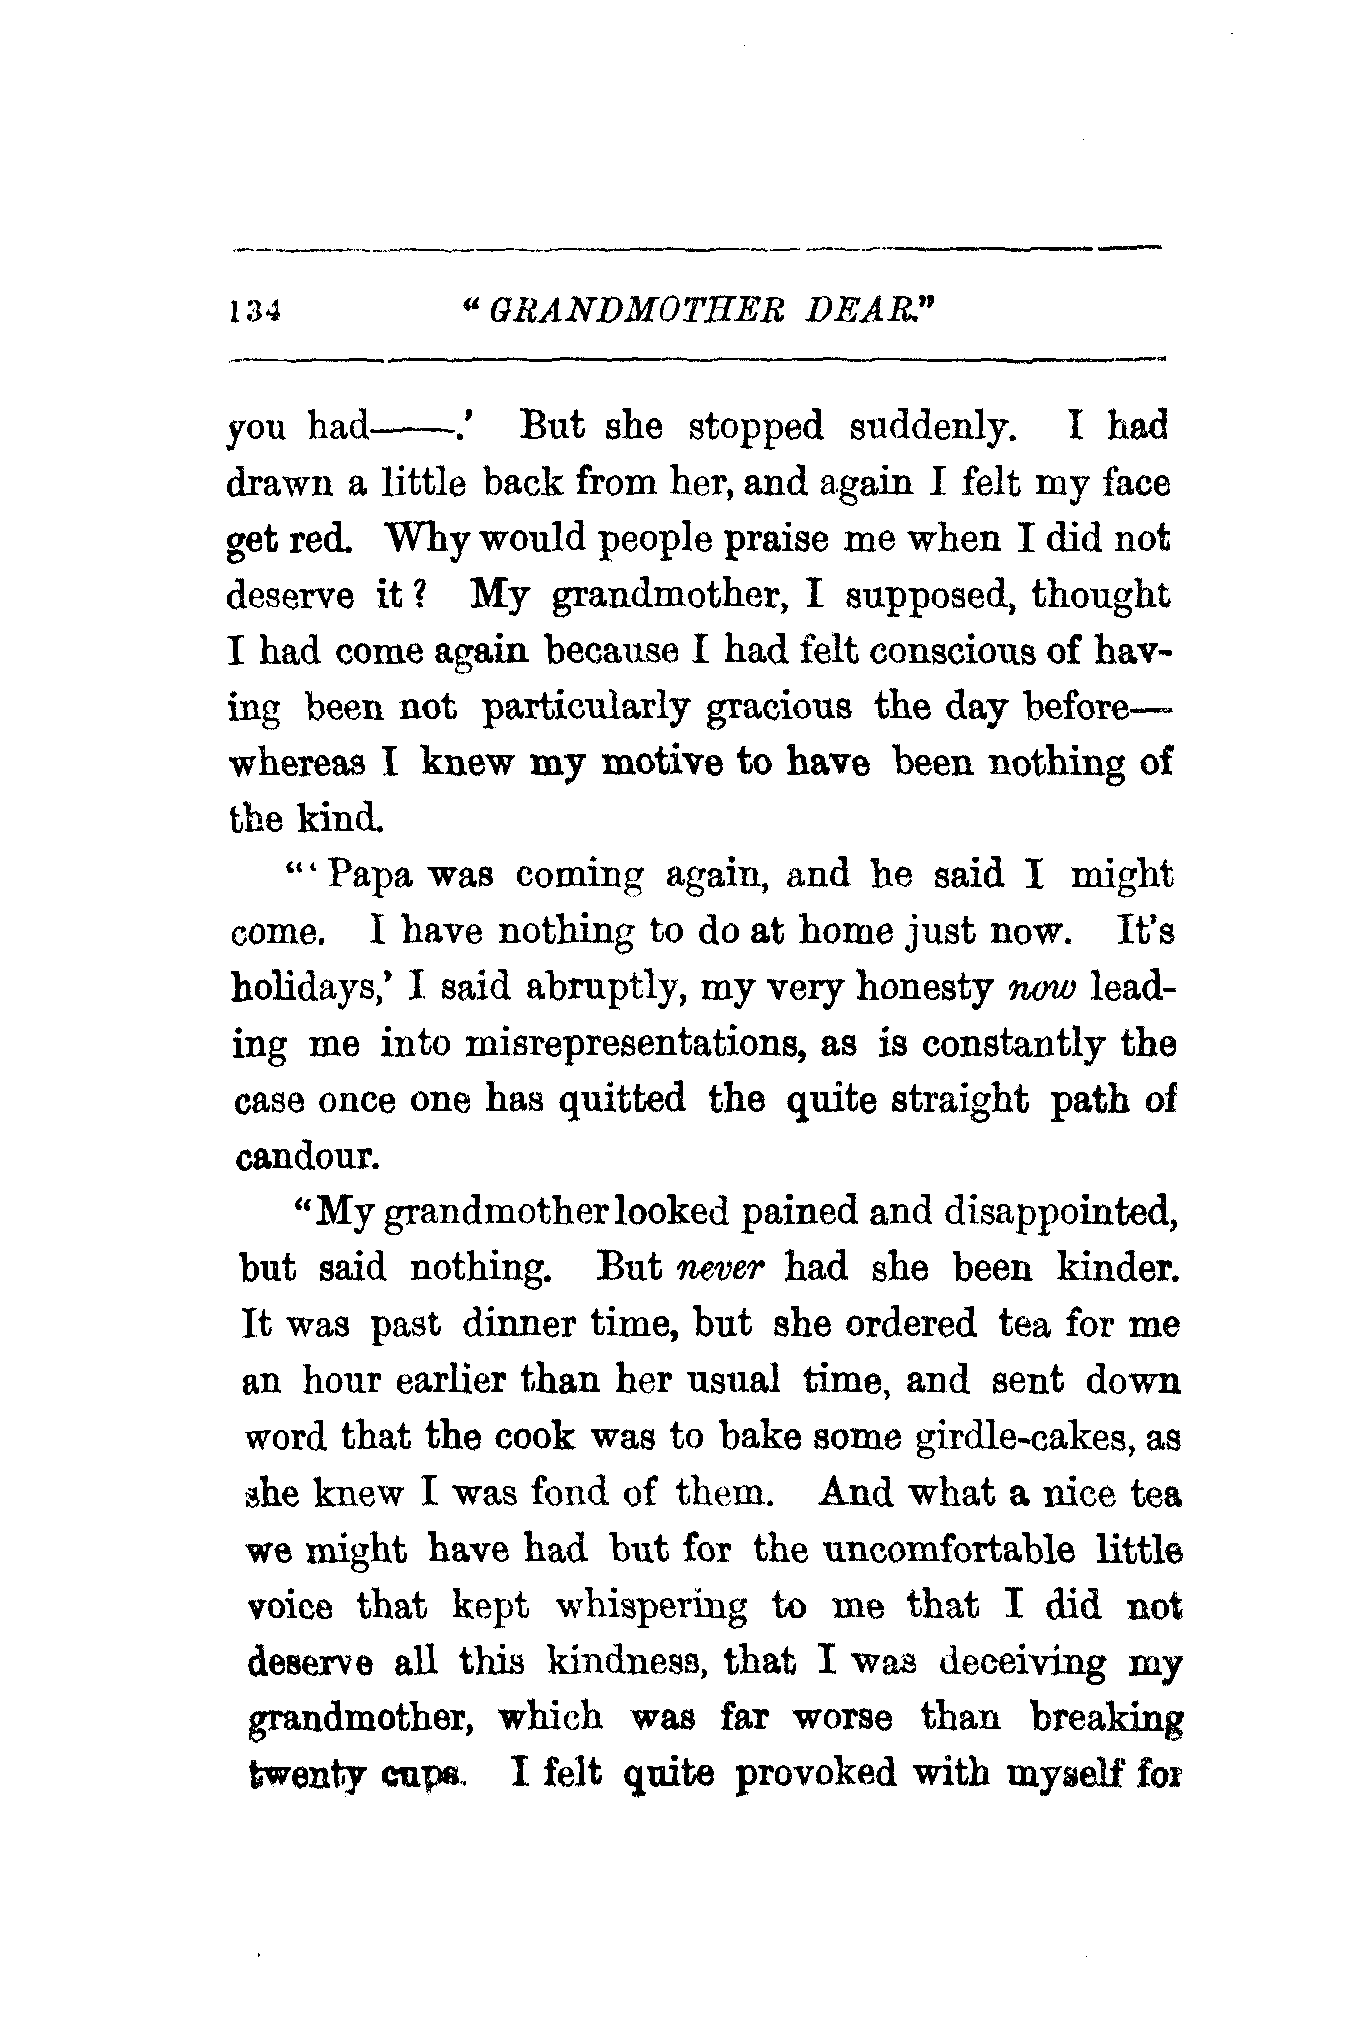 134 “GRANDMOTHER DEAR.”
you had——.’ But she stopped suddenly. I had
drawn a little back from her, and again I felt my face
get red. Why would people praise me when I did not
deserve it? My grandmother, I supposed, thought
I had come again because I had felt conscious of hav-
ing been not particularly gracious the day before—
whereas I knew my motive to have been nothing of
the kind.
“‘Papa was coming again, and he said I might
come. I have nothing to do at home just now. It’s
holidays,’ I said abruptly, my very honesty now lead-
ing me into misrepresentations, as is constantly the
case once one has quitted the quite straight path of
candour.
“My grandmother looked pained and disappointed,
but said nothing. But never had she been kinder.
It was past dinner time, but she ordered tea for me
an hour earlier than her usual time, and sent down
word that the cook was to bake some girdle-cakes, as
she knew I was fond of them. And what a nice tea
we might have had but for the uncomfortable little
voice that kept whispering to me that I did not
deserve all this kindness, that I was deceiving my
grandmother, which was far worse than breaking
twenty cups. I felt quite provoked with myself for